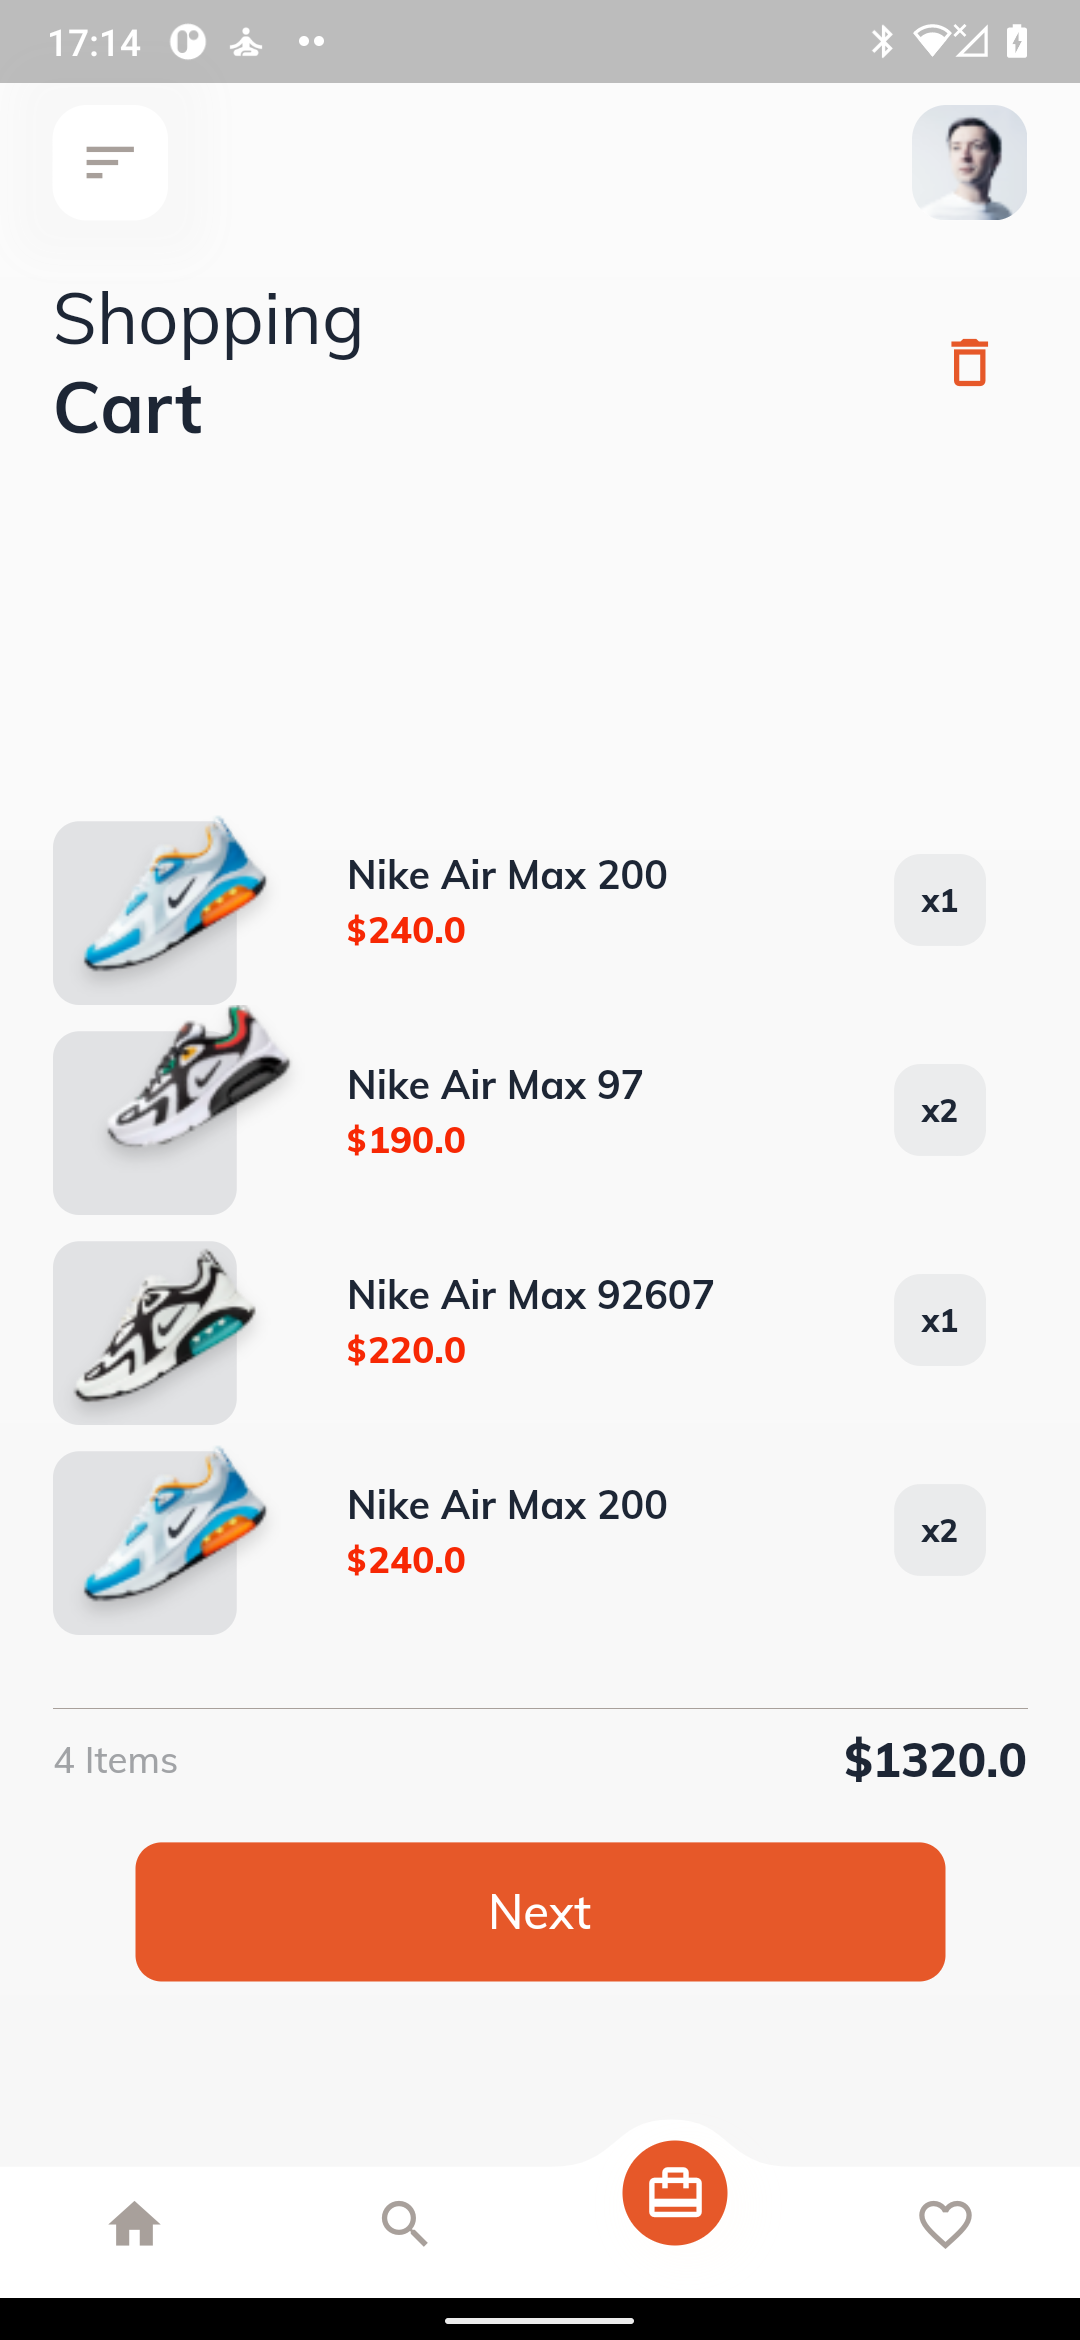 17:14
Shopping
Cart
Nike Air Max 200
$240.0
x1
Nike Air Max 97
$190.0
x2
Nike Air Max 92607
$220.0
x1
Nike Air Max 200
$240.0
x2
4 Items
$1320.0
Next